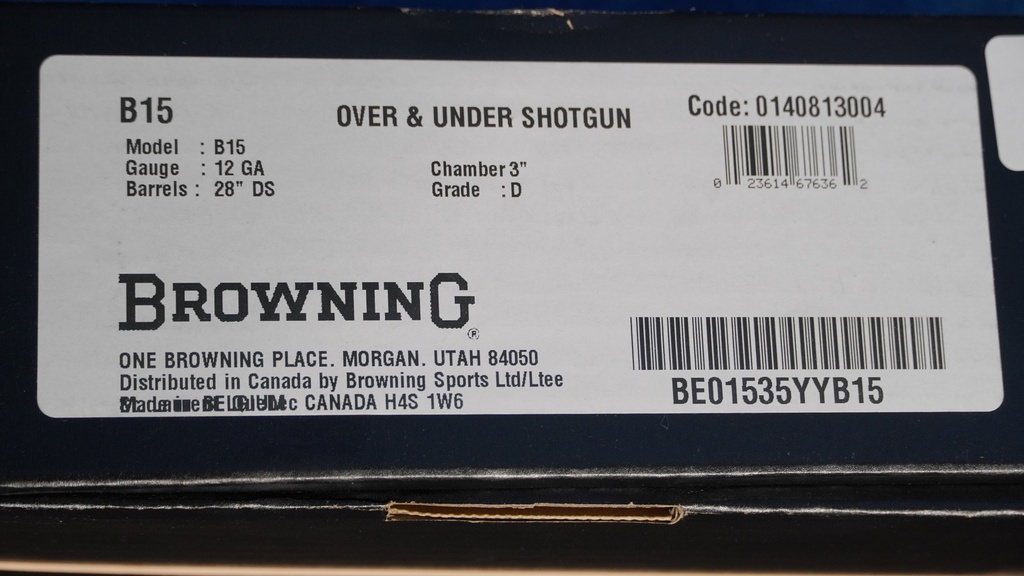 B15
OVER & UNDER SHOTGUN
Code: 0140813004
Model : B15
Gauge : 12 GA
Barrels : 28" DS
Chamber 3"
Grade : D
0 23614 67636 2
BROWNING®
ONE BROWNING PLACE. MORGAN. UTAH 84050
Distributed in Canada by Browning Sports Ltd/Ltee
CANADA H4S 1W6
BE01535YYB15